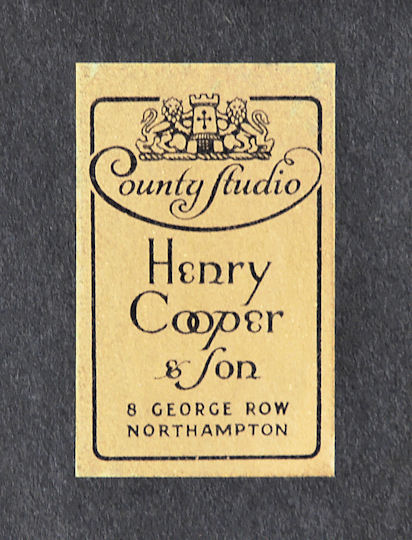 County Studio
Henry
Cooper
& Son
8 GEORGE ROW
NORTHAMPTON